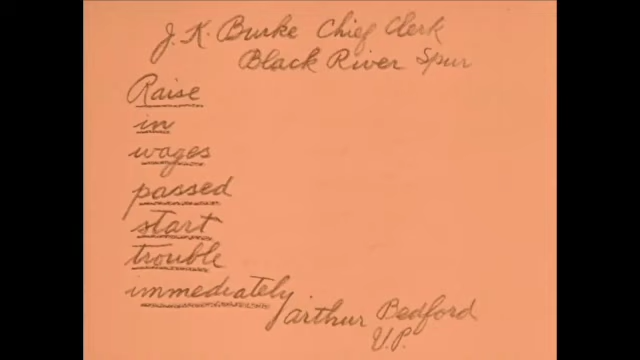 J. K. Burke Chief Clerk
Black River Spur
Raise
in
wages
passed
start
trouble
immediately
Arthur Bedford
V.P.